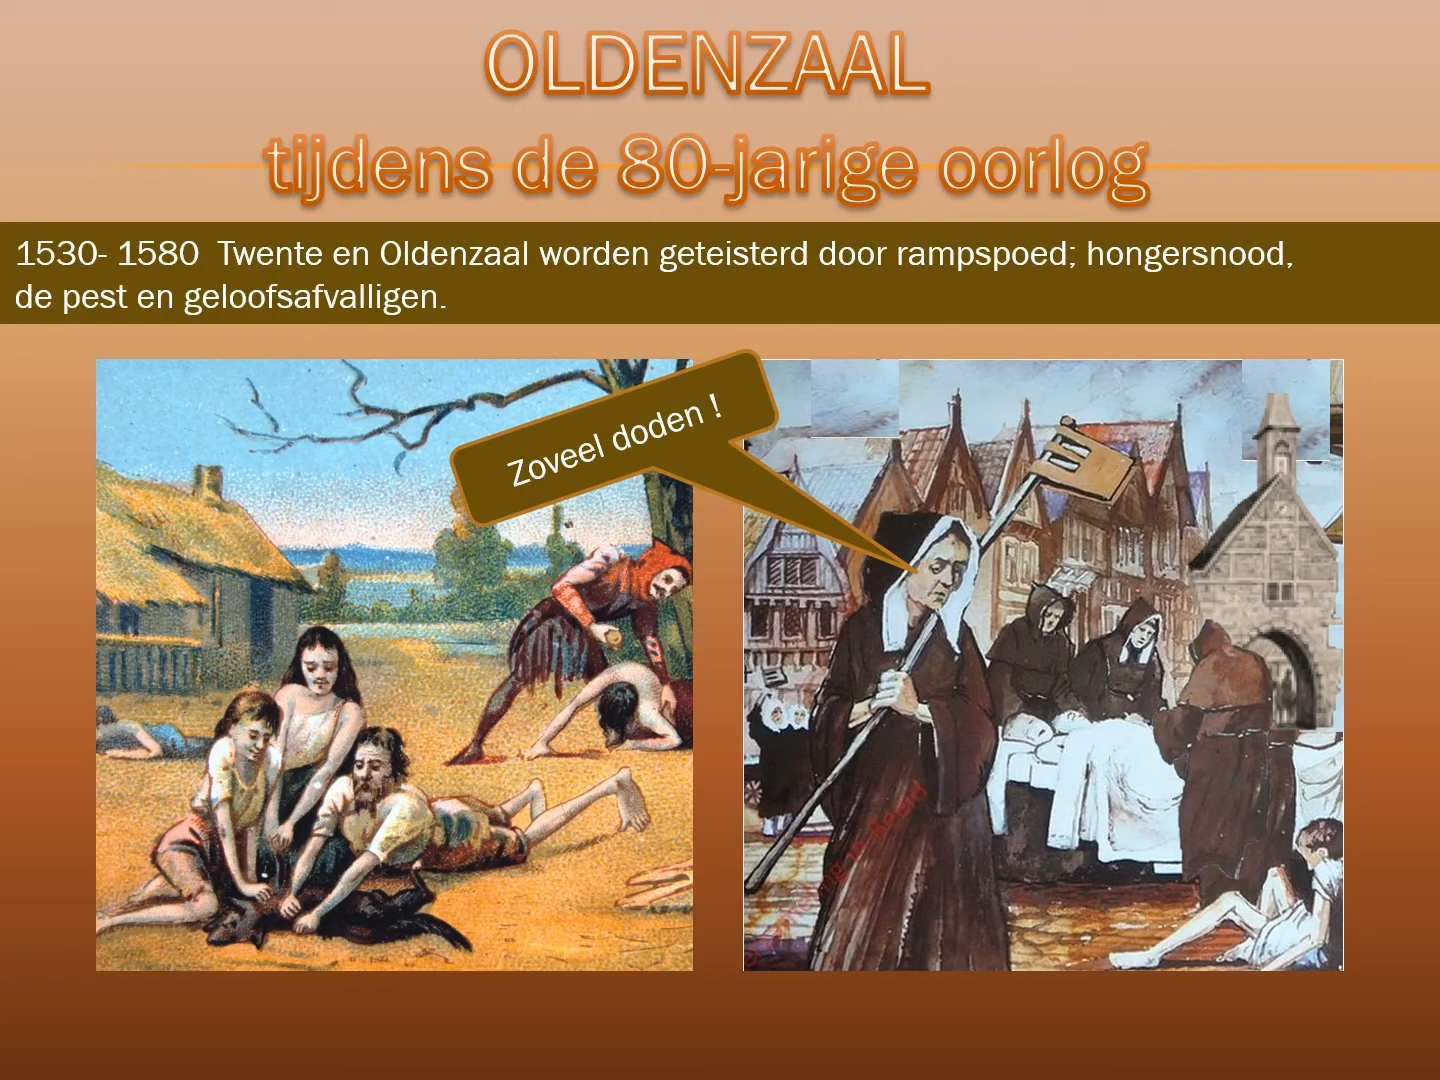 OLDENZAAL
tijdens de 80-jarige oorlog
1530- 1580  Twente en Oldenzaal worden geteisterd door rampspoed; hongersnood,
de pest en geloofsafvalligen.
Zoveel doden !